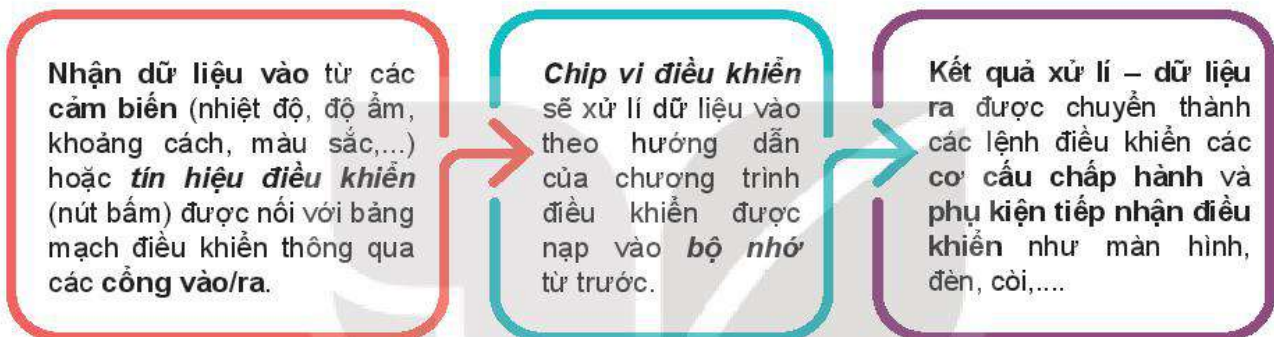 Nhận dữ liệu vào từ các
cảm biến (nhiệt độ, độ ẩm,
khoảng cách, màu sắc,...)
hoặc tín hiệu điều khiển
(nút bấm) được nối với bảng
mạch điều khiển thông qua
các cổng vào/ra.
Chip vi điều khiển
sẽ xử lí dữ liệu vào
theo hướng dẫn
của chương trình
điều khiển được
nạp vào bộ nhớ
từ trước.
Kết quả xử lí – dữ liệu
ra được chuyển thành
các lệnh điều khiển các
cơ cấu chấp hành và
phụ kiện tiếp nhận điều
khiển như màn hình,
đèn, còi,....